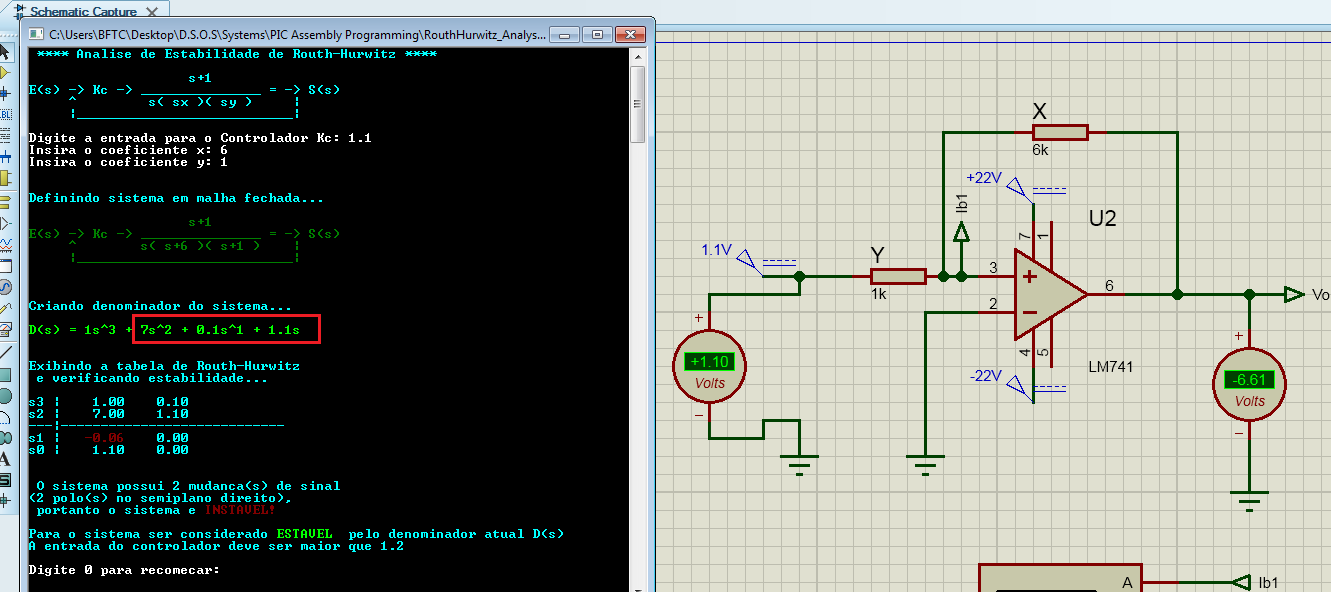 Schematic Capture
C:\Users\BFTC\Desktop\D.S.O.S\Systems\PIC Assembly Programming\RouthHurwitz_Analys...
**** Analise de Estabilidade de Routh-Hurwitz ****
s+1
E(s) -> Kc -> _______________ = -> S(s)
s( sx )( sy )
Digite a entrada para o Controlador Kc: 1.1
Insira o coeficiente x: 6
Insira o coeficiente y: 1
Definindo sistema em malha fechada...
s+1
E(s) -> Kc -> _______________ = -> S(s)
s( s+6 )( s+1 )
Criando denominador do sistema...
D(s) = 1s^3 + 7s^2 + 0.1s^1 + 1.1s
Exibindo a tabela de Routh-Hurwitz
e verificando estabilidade...
s3 | 1.00 0.10
s2 | 7.00 1.10
---|----------------------------
s1 | -0.06 0.00
s0 | 1.10 0.00
O sistema possui 2 mudanca(s) de sinal
(2 polo(s) no semiplano direito),
portanto o sistema e INSTAVEL!
Para o sistema ser considerado ESTAVEL pelo denominador atual D(s)
A entrada do controlador deve ser maior que 1.2
Digite 0 para recomecar:
X
6k
+22V
Ib1
U2
7
1
1.1V
Y
1k
3
2
6
+
−
4
5
LM741
-22V
Vo
+
+1.10
Volts
−
+
-6.61
Volts
−
A
Ib1